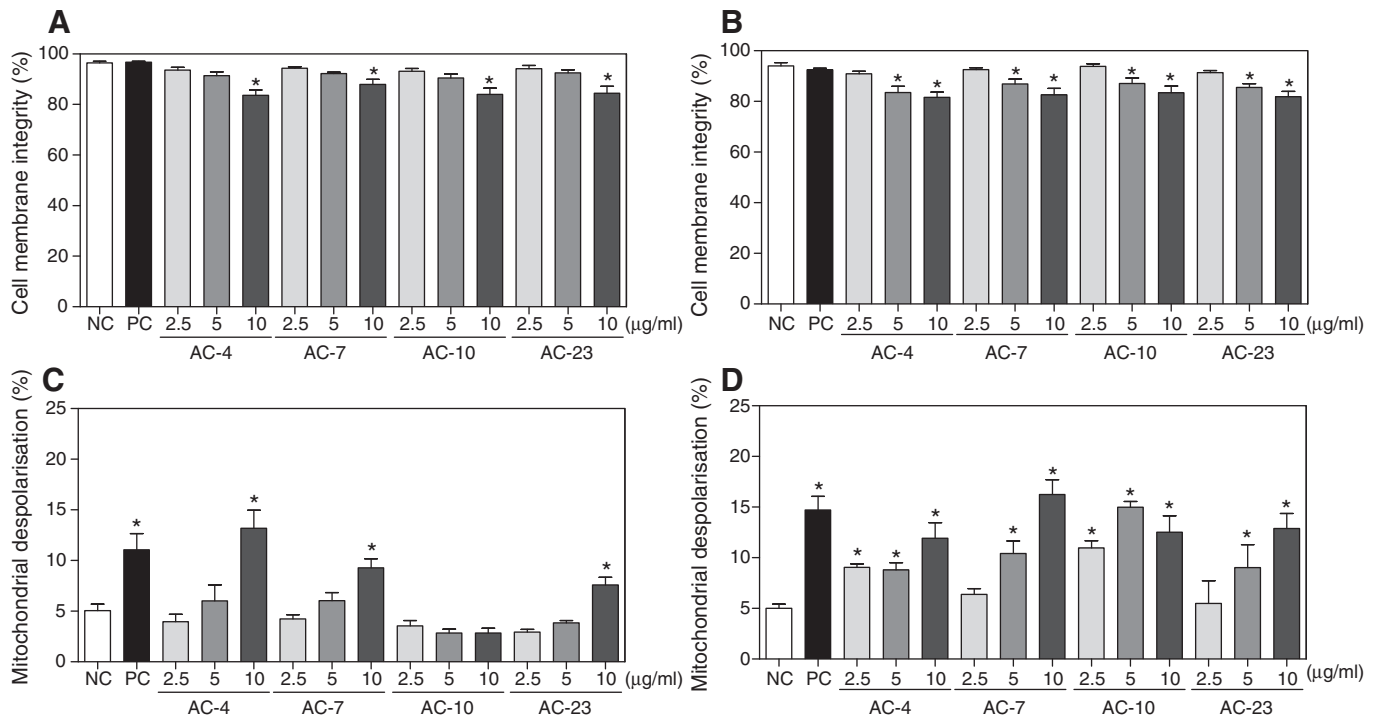 A
Cell membrane integrity (%)
100
80
60
40
20
0
* * * *
NC PC 2.5 5 10 2.5 5 10 2.5 5 10 2.5 5 10 (μg/ml)
AC-4 AC-7 AC-10 AC-23
B
Cell membrane integrity (%)
100
80
60
40
20
0
* * * * * * * *
NC PC 2.5 5 10 2.5 5 10 2.5 5 10 2.5 5 10 (μg/ml)
AC-4 AC-7 AC-10 AC-23
C
Mitochondrial despolarisation (%)
25
20
15
10
5
0
* * * *
NC PC 2.5 5 10 2.5 5 10 2.5 5 10 2.5 5 10 (μg/ml)
AC-4 AC-7 AC-10 AC-23
D
Mitochondrial despolarisation (%)
25
20
15
10
5
0
* * * * * * * * * * *
NC PC 2.5 5 10 2.5 5 10 2.5 5 10 2.5 5 10 (μg/ml)
AC-4 AC-7 AC-10 AC-23